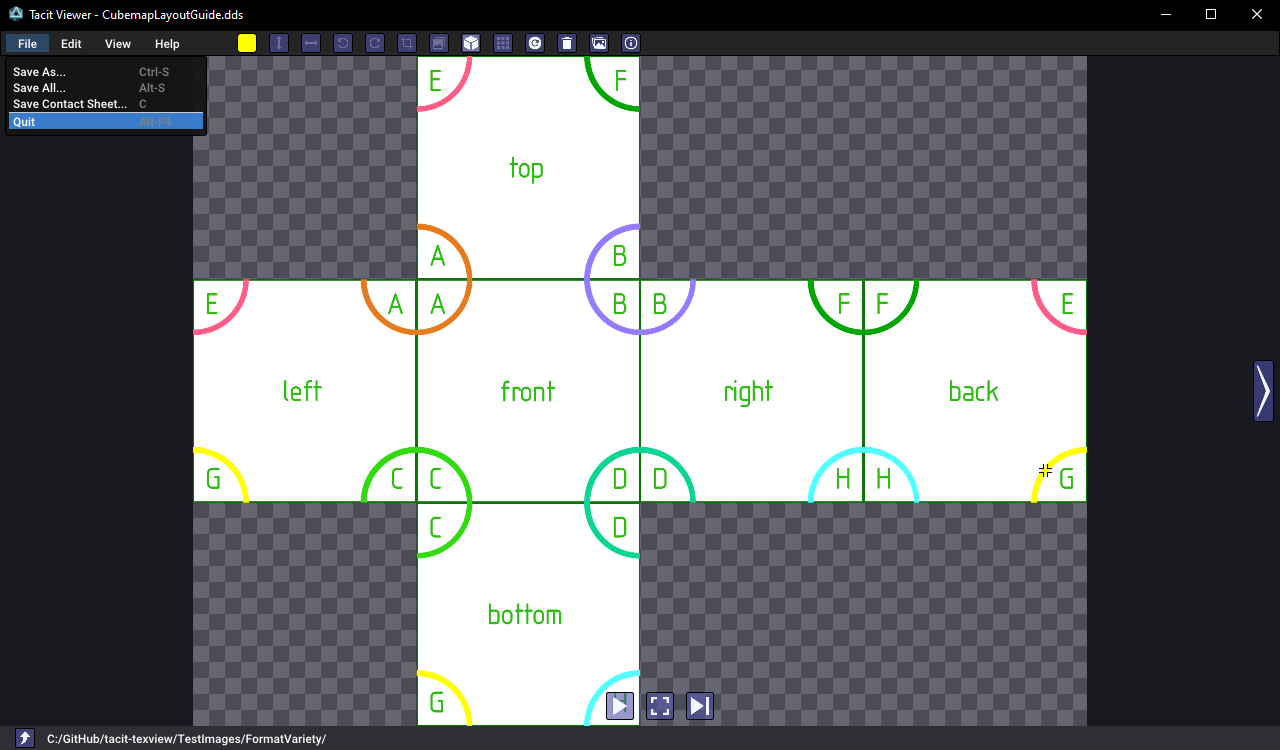 Tacit Viewer - CubemapLayoutGuide.dds
File Edit View Help
Save As... Ctrl-S
Save All... Alt-S
Save Contact Sheet... C
Quit Alt-F4
E F
top
A B
E A A B B F F E
left front right back
G C C D D H H G
C D
bottom
G
C:/GitHub/tacit-texview/TestImages/FormatVariety/